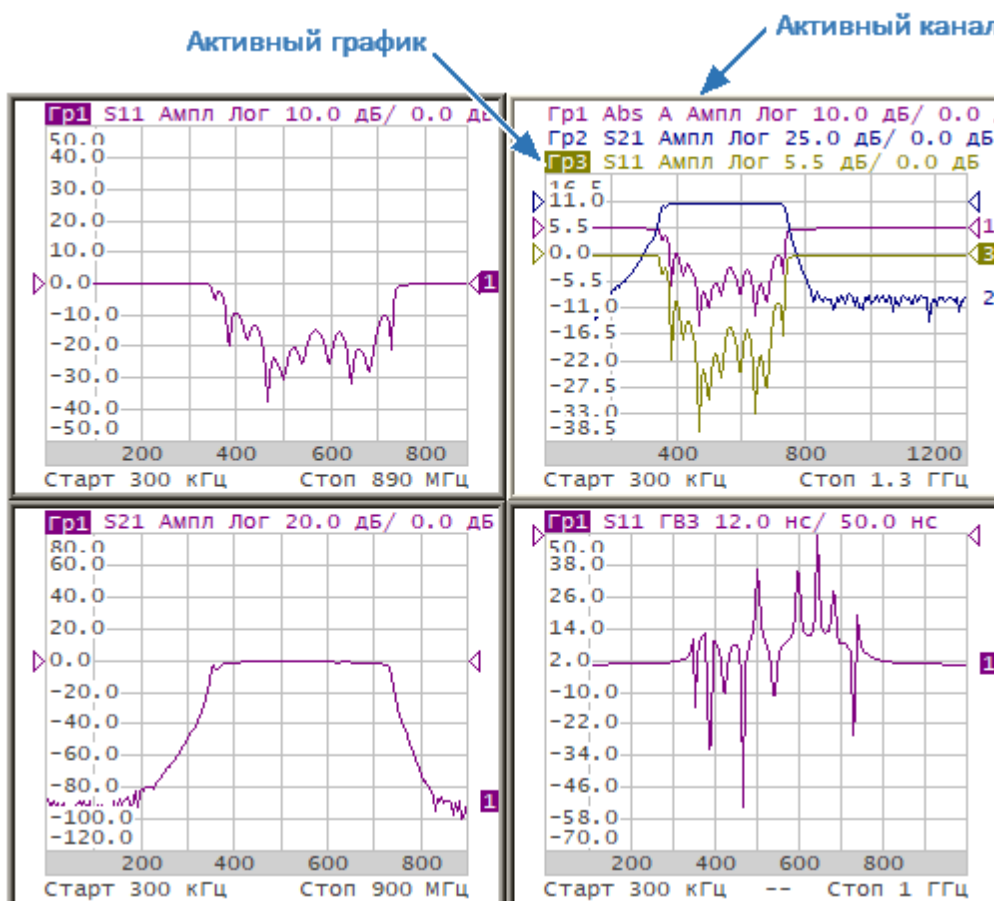 Активный график
Активный канал
Гр1 S11 Ампл Лог 10.0 дБ/ 0.0 дБ
50.0
40.0
30.0
20.0
10.0
0.0
1
-10.0
-20.0
-30.0
-40.0
-50.0
200 400 600 800
Старт 300 кГц Стоп 890 МГц
Гр1 Abs A Ампл Лог 10.0 дБ/ 0.0
Гр2 S21 Ампл Лог 25.0 дБ/ 0.0 дБ
Гр3 S11 Ампл Лог 5.5 дБ/ 0.0 дБ
16.5
11.0
5.5 1
0.0 3
-5.5
2
-11.0
-16.5
-22.0
-27.5
-33.0
-38.5
400 800 1200
Старт 300 кГц Стоп 1.3 ГГц
Гр1 S21 Ампл Лог 20.0 дБ/ 0.0 дБ
80.0
60.0
40.0
20.0
0.0
-20.0
-40.0
-60.0
-80.0
1
-100.0
-120.0
200 400 600 800
Старт 300 кГц Стоп 900 МГц
Гр1 S11 ГВЗ 12.0 нс/ 50.0 нс
50.0
38.0
26.0
14.0
2.0 1
-10.0
-22.0
-34.0
-46.0
-58.0
-70.0
200 400 600 800
Старт 300 кГц -- Стоп 1 ГГц